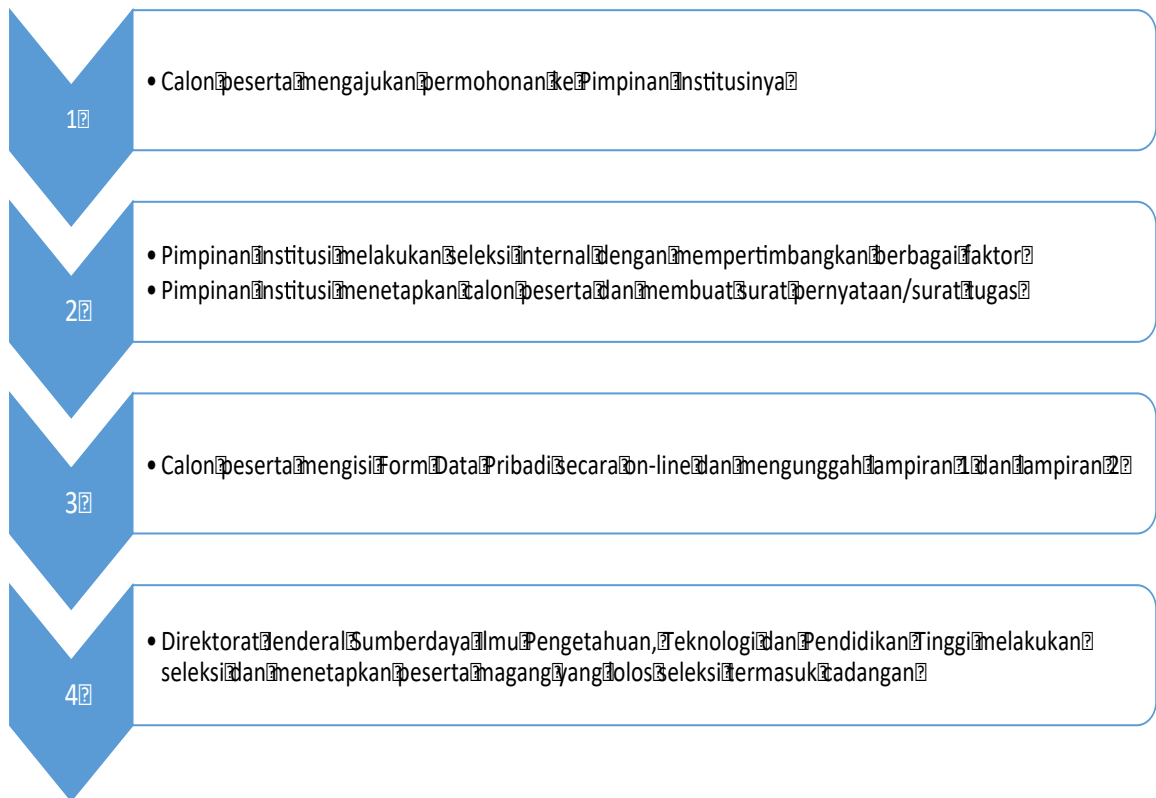 1
• Calon peserta mengajukan permohonan ke Pimpinan Institusinya
2
• Pimpinan Institusi melakukan seleksi internal dengan mempertimbangkan berbagai faktor
• Pimpinan Institusi menetapkan calon peserta dan membuat surat pernyataan/surat tugas
3
• Calon peserta mengisi Form Data Pribadi secara on-line dan mengunggah lampiran 1 dan lampiran 2
4
• Direktorat Jenderal Sumberdaya Ilmu Pengetahuan, Teknologi dan Pendidikan Tinggi melakukan
seleksi dan menetapkan peserta magang yang lolos seleksi termasuk cadangan